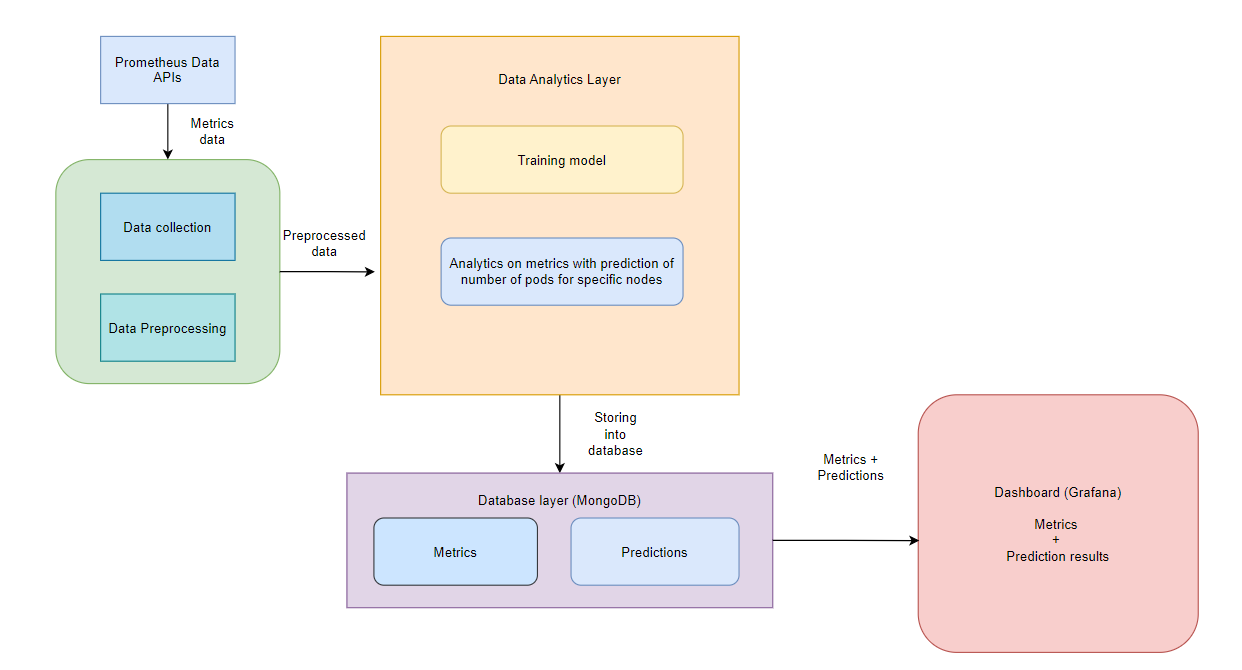 Prometheus Data
APIs
Metrics
data
Data collection
Data Preprocessing
Preprocessed
data
Data Analytics Layer
Training model
Analytics on metrics with prediction of
number of pods for specific nodes
Storing
into
database
Database layer (MongoDB)
Metrics
Predictions
Metrics +
Predictions
Dashboard (Grafana)
Metrics
+
Prediction results